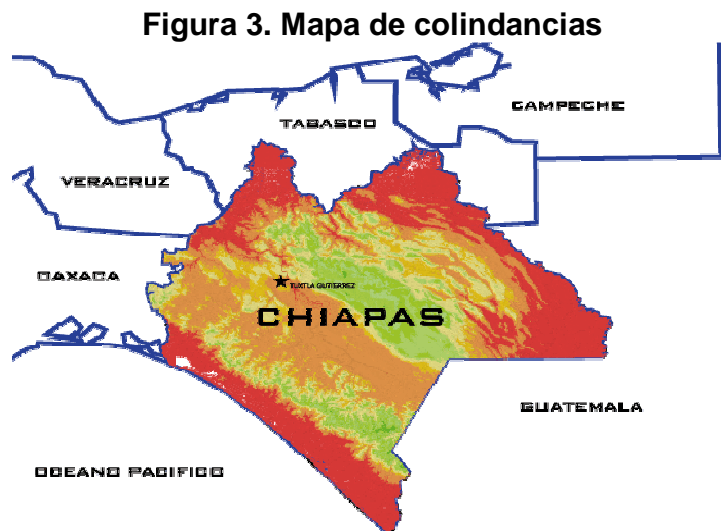 Figura 3. Mapa de colindancias
CAMPECHE
TABASCO
VERACRUZ
OAXACA
TUXTLA GUTIERREZ
CHIAPAS
GUATEMALA
OCEANO PACIFICO